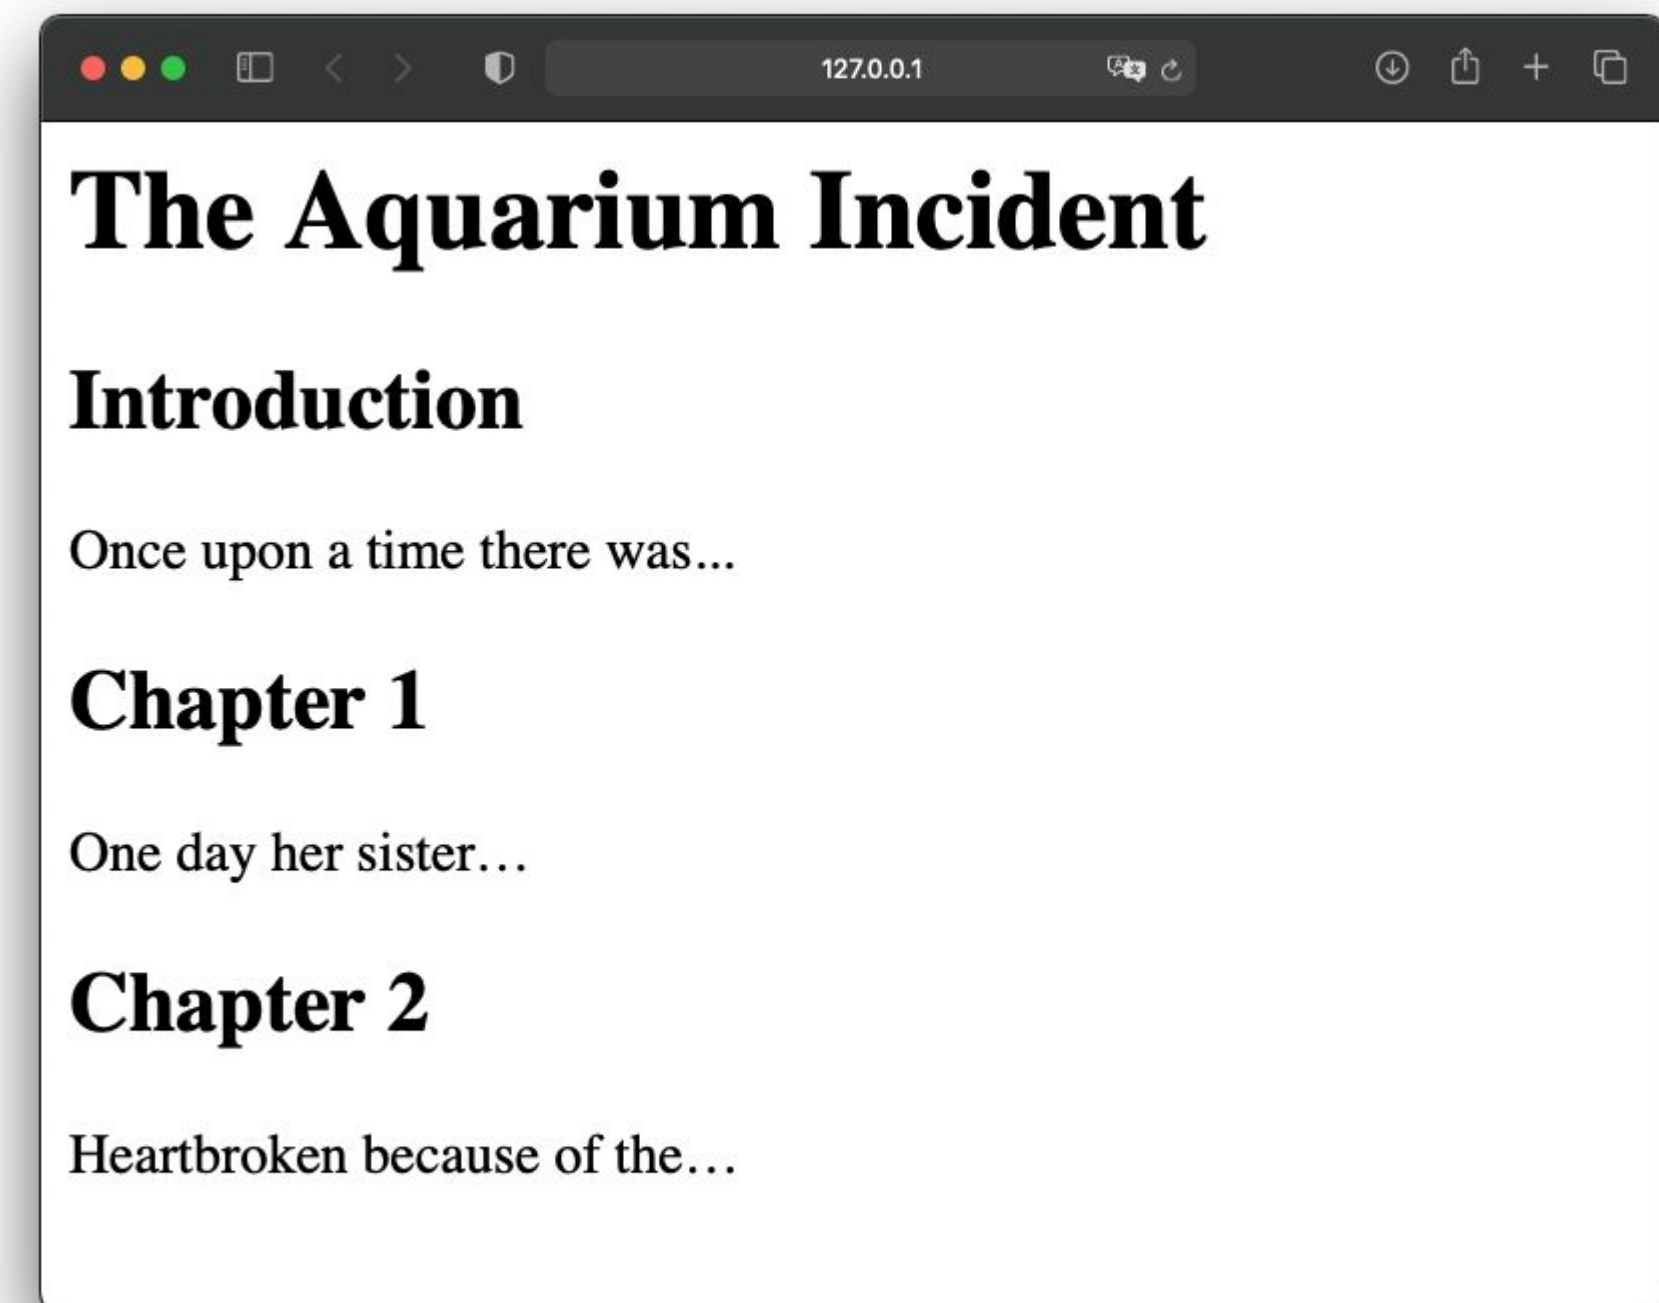 127.0.0.1
The Aquarium Incident
Introduction
Once upon a time there was...
Chapter 1
One day her sister…
Chapter 2
Heartbroken because of the…